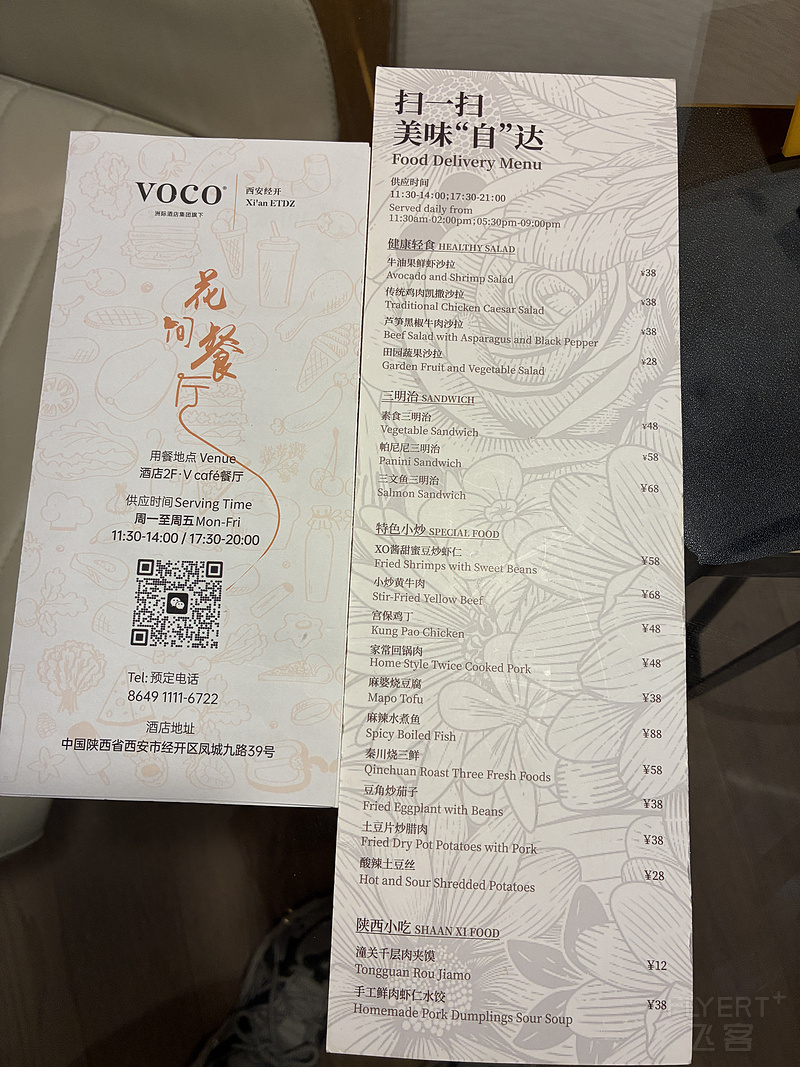 VOCO®
西安经开
Xi'an ETDZ
洲际酒店集团旗下
花
间
餐
厅
用餐地点 Venue
酒店2F·V café餐厅
供应时间 Serving Time
周一至周五 Mon-Fri
11:30-14:00 / 17:30-20:00
Tel: 预定电话
8649 1111-6722
酒店地址
中国陕西省西安市经开区凤城九路39号
扫一扫
美味“自”达
Food Delivery Menu
供应时间
11:30-14:00;17:30-21:00
Served daily from
11:30am-02:00pm;05:30pm-09:00pm
健康轻食 HEALTHY SALAD
牛油果鲜虾沙拉
Avocado and Shrimp Salad ¥38
传统鸡肉凯撒沙拉
Traditional Chicken Caesar Salad ¥38
芦笋黑椒牛肉沙拉
Beef Salad with Asparagus and Black Pepper ¥38
田园蔬果沙拉
Garden Fruit and Vegetable Salad ¥28
三明治 SANDWICH
素食三明治
Vegetable Sandwich ¥48
帕尼尼三明治
Panini Sandwich ¥58
三文鱼三明治
Salmon Sandwich ¥68
特色小炒 SPECIAL FOOD
XO酱甜蜜豆炒虾仁
Fried Shrimps with Sweet Beans ¥58
小炒黄牛肉
Stir-Fried Yellow Beef ¥68
宫保鸡丁
Kung Pao Chicken ¥48
家常回锅肉
Home Style Twice Cooked Pork ¥48
麻婆烧豆腐
Mapo Tofu ¥38
麻辣水煮鱼
Spicy Boiled Fish ¥88
秦川烧三鲜
Qinchuan Roast Three Fresh Foods ¥58
豆角炒茄子
Fried Eggplant with Beans ¥38
土豆片炒腊肉
Fried Dry Pot Potatoes with Pork ¥38
酸辣土豆丝
Hot and Sour Shredded Potatoes ¥28
陕西小吃 SHAAN XI FOOD
潼关千层肉夹馍
Tongguan Rou Jiamo ¥12
手工鲜肉虾仁水饺
Homemade Pork Dumplings Sour Soup ¥38
FLYERT+
飞客